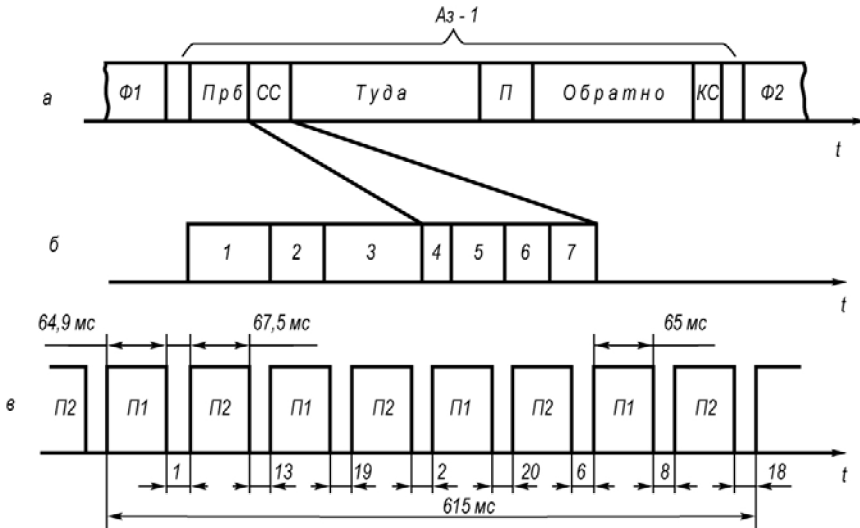 Аз - 1
а Ф1 Прб СС Туда П Обратно КС Ф2
t
б 1 2 3 4 5 6 7
t
64,9 мс 67,5 мс 65 мс
в П2 П1 П2 П1 П2 П1 П2 П1 П2
1 13 19 2 20 6 8 18 t
615 мс